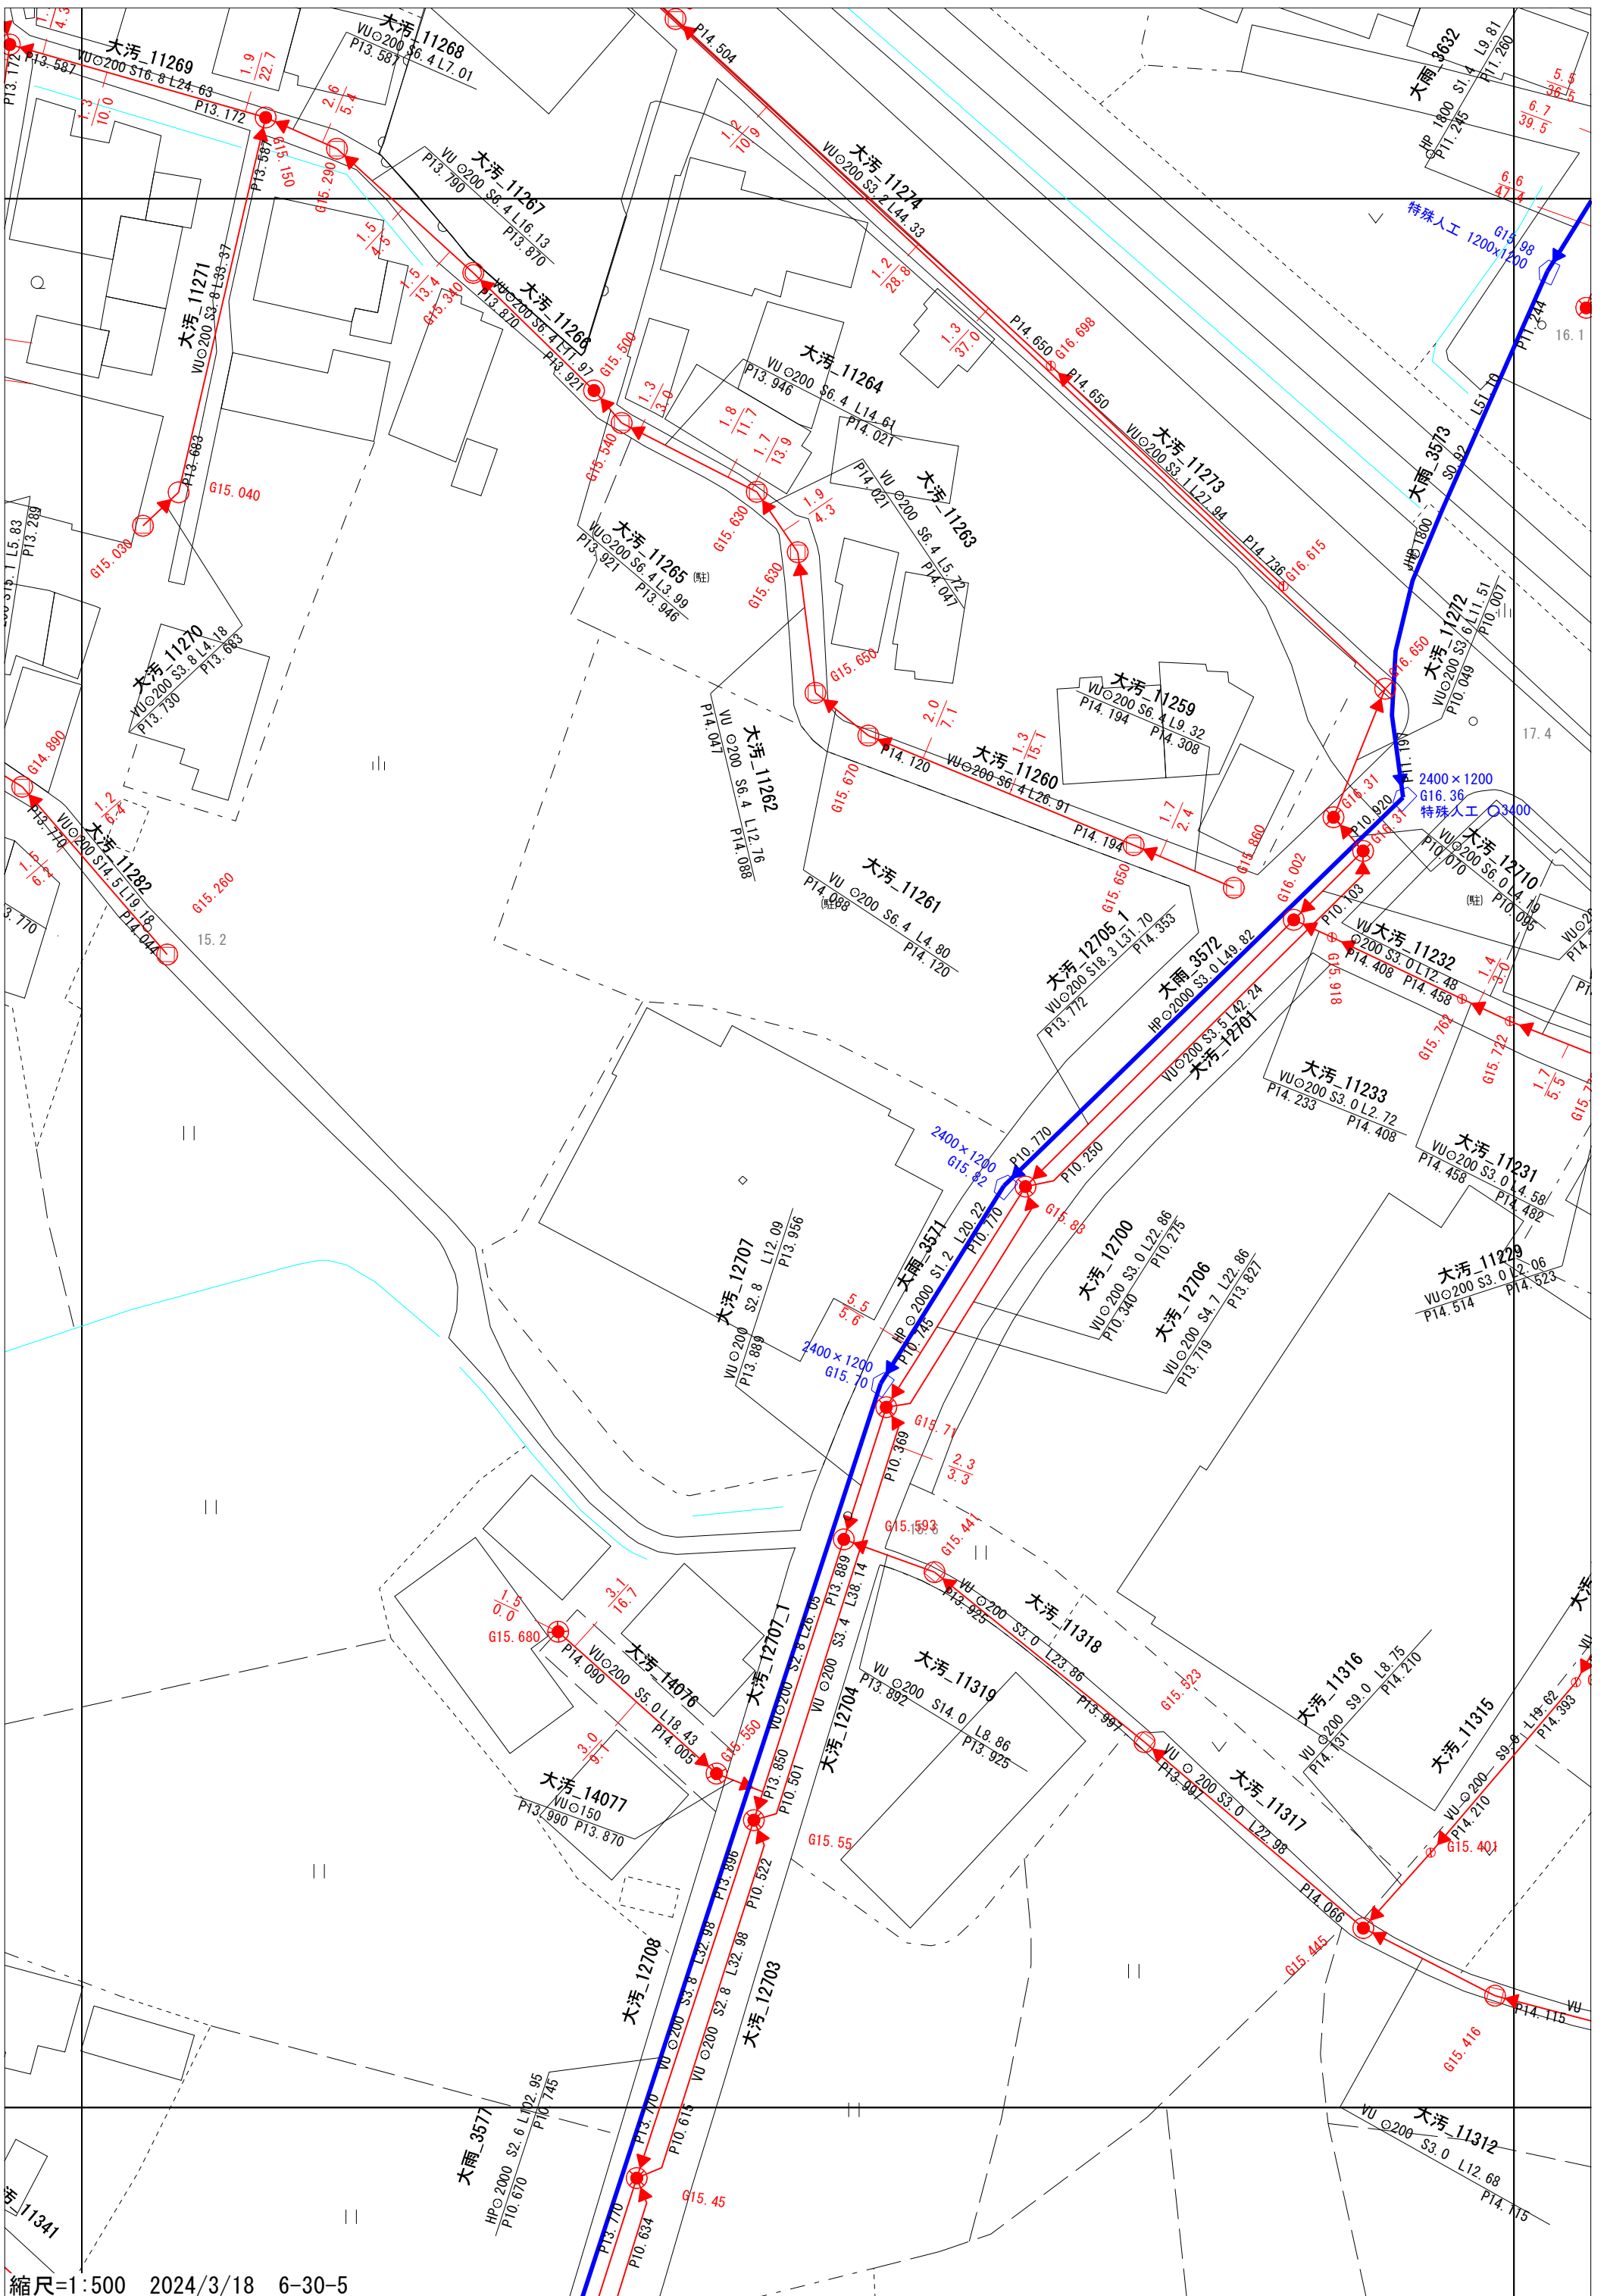 大汚_11269
VU⊙200 S16.8 L24.63
P13.587
P13.172
P13.172
1.3
10.0
1.9
22.7
2.6
5.4
大汚_11268
VU⊙200 S6.4 L7.01
P13.587
G15.150
G15.290
大汚_11267
VU ⊙200 S6.4 L16.13
P13.790
P13.870
1.5
4.5
1.5
13.4
G15.340
大汚_11266
VU⊙200 S6.4 L11.97
P13.870
P13.921
G15.500
大汚_11271
VU⊙200 S3.8 L33.37
P13.587
P13.683
G15.040
G15.030
大汚_11270
VU⊙200 S3.8 L4.18
P13.730
P13.683
P14.504
1.2
10.9
大汚_11274
VU⊙200 S3.2 L44.33
1.2
28.8
1.3
37.0
P14.650
G16.698
P14.650
大汚_11273
VU⊙200 S3.1 L27.94
P14.736
G16.615
G16.650
大雨_3632
HP 1800 S1.4 L9.81
P11.245
P11.260
5.5
36.5
6.7
39.5
6.6
47.4
特殊人工 1200x1200
G15.98
16.1
P11.244
L51.10
S0.92
大雨_3573
大汚_11272
VU⊙200 S3.6 L11.51
P10.049
P10.007
17.4
2400×1200
G16.36
特殊人工 ○3400
大汚_11264
VU ⊙200 S6.4 L14.61
P13.946
P14.021
1.3
3.0
1.8
11.7
1.7
13.9
G15.540
G15.630
1.9
4.3
大汚_11263
VU ⊙200 S6.4 L5.72
P14.021
P14.047
G15.630
大汚_11265
VU⊙200 S6.4 L3.99
P13.921
P13.946
(駐)
G15.650
大汚_11262
VU ⊙200 S6.4 L12.76
P14.047
P14.088
G15.670
2.0
7.1
大汚_11259
VU⊙200 S6.4 L9.32
P14.194
P14.308
1.3
15.1
大汚_11260
VU⊙200 S6.4 L26.91
P14.120
P14.194
1.7
2.4
G15.650
G15.860
大汚_11261
VU ⊙200 S6.4 L4.80
P14.088
P14.120
(駐)
G14.890
1.2
6.4
大汚_11282
VU⊙200 S14.5 L19.18
P13.770
P14.044
G15.260
15.2
1.5
6.2
G16.31
G16.31
P10.920
G16.002
P10.103
大汚_12710
VU⊙200 S6.0 L4.19
P10.070
P10.095
(駐)
大汚_11232
VU ⊙200 S3.0 L12.48
P14.408
P14.458
G15.918
1.4
3.0
G15.762
G15.722
1.7
5.5
大汚_12705_1
VU⊙200 S18.3 L31.70
P13.772
P14.353
大雨_3572
HP⊙2000 S3.0 L49.82
VU⊙200 S3.5 L42.24
大汚_12701
大汚_11233
VU⊙200 S3.0 L2.72
P14.233
P14.408
大汚_11231
VU⊙200 S3.0 L4.58
P14.458
P14.482
大汚_11229
VU⊙200 S3.0 L2.06
P14.514
P14.523
2400×1200
G15.82
P10.770
P10.250
G15.83
大雨_3571
HP ⊙ 2000 S1.2 L20.22
P10.770
P10.745
大汚_12700
VU⊙200 S3.0 L22.86
P10.340
P10.275
大汚_12706
VU⊙200 S4.7 L22.86
P13.719
P13.827
大汚_12707
VU ⊙200 S2.8 L12.09
P13.889
P13.956
5.5
5.6
2400×1200
G15.70
G15.71
P10.369
2.3
3.3
G15.593
15.6
G15.441
P13.889
大汚_12707_1
VU⊙200 S2.8 L26.05
VU ⊙200 S3.4 L38.14
大汚_12704
P13.850
P10.501
1.5
0.0
3.1
16.7
G15.680
大汚_14076
VU⊙200 S5.0 L18.43
P14.090
P14.005
3.0
9.1
G15.550
大汚_14077
VU⊙150
P13.990 P13.870
大汚_11318
VU ⊙200 S3.0 L23.86
P13.925
P13.997
大汚_11319
VU ⊙200 S14.0 L8.86
P13.892
P13.925
G15.523
大汚_11317
VU ⊙ 200 S3.0 L22.98
P13.997
P14.066
大汚_11316
VU ⊙200 S9.0 L8.75
P14.131
P14.210
大汚_11315
VU ⊙200 S9.0 L19.62
P14.210
P14.393
G15.401
G15.445
G15.416
P14.115
VU
大汚_11312
VU ⊙200 S3.0 L12.68
P14.115
G15.55
P13.896
P10.522
大汚_12708
VU ⊙200 S3.8 L32.98
VU ⊙200 S2.8 L32.98
大汚_12703
P13.770
P10.615
大雨_3577
HP⊙2000 S2.6 L102.95
P10.670
P10.745
G15.45
P13.770
P10.634
汚_11341
縮尺=1:500 2024/3/18 6-30-5